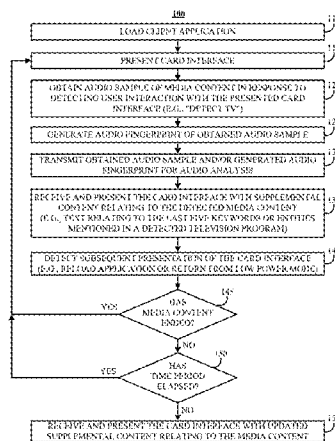 100
LOAD CLIENT APPLICATION
PRESENT CARD INTERFACE
OBTAIN AUDIO SAMPLE OF MEDIA CONTENT IN RESPONSE TO
DETECTING USER INTERACTION WITH THE PRESENTED CARD
INTERFACE (E.G., "DETECT TV")
GENERATE AUDIO FINGERPRINT OF OBTAINED AUDIO SAMPLE
TRANSMIT OBTAINED AUDIO SAMPLE AND/OR GENERATED AUDIO
FINGERPRINT FOR AUDIO ANALYSIS
RECEIVE AND PRESENT THE CARD INTERFACE WITH SUPPLEMENTAL
CONTENT RELATING TO THE DETECTED MEDIA CONTENT
(E.G., TEXT RELATING TO THE LAST FIVE KEYWORDS OR ENTITIES
MENTIONED IN A DETECTED TELEVISION PROGRAM)
DETECT SUBSEQUENT PRESENTATION OF THE CARD INTERFACE
(E.G., RELOAD APPLICATION OR RETURN FROM LOW POWER MODE)
145
YES
HAS
MEDIA CONTENT
ENDED?
NO
150
YES
HAS
TIME PERIOD
ELAPSED?
NO
RECEIVE AND PRESENT THE CARD INTERFACE WITH UPDATED
SUPPLEMENTAL CONTENT RELATING TO THE MEDIA CONTENT